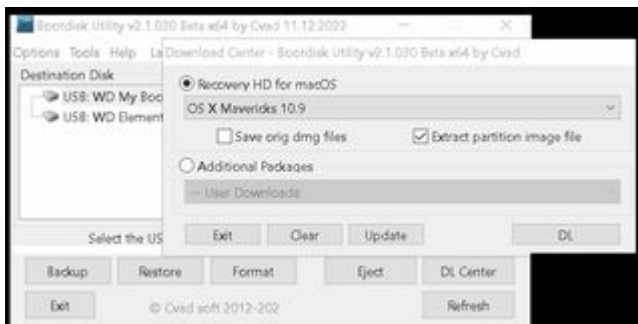 Bootdisk Utility v2.1.030 Beta x64 by Cvad 11.12.2022
Options Tools Help La
Download Center - Bootdisk Utility v2.1.030 Beta x64 by Cvad
Destination Disk
USB: WD My Boo
USB: WD Element
Recovery HD for macOS
OS X Mavericks 10.9
Save orig dmg files
Extract partition image file
Additional Packages
-- User Downloads
Exit Clear Update DL
Select the US
Backup Restore Format Eject DL Center
Exit © Cvad soft 2012-202 Refresh